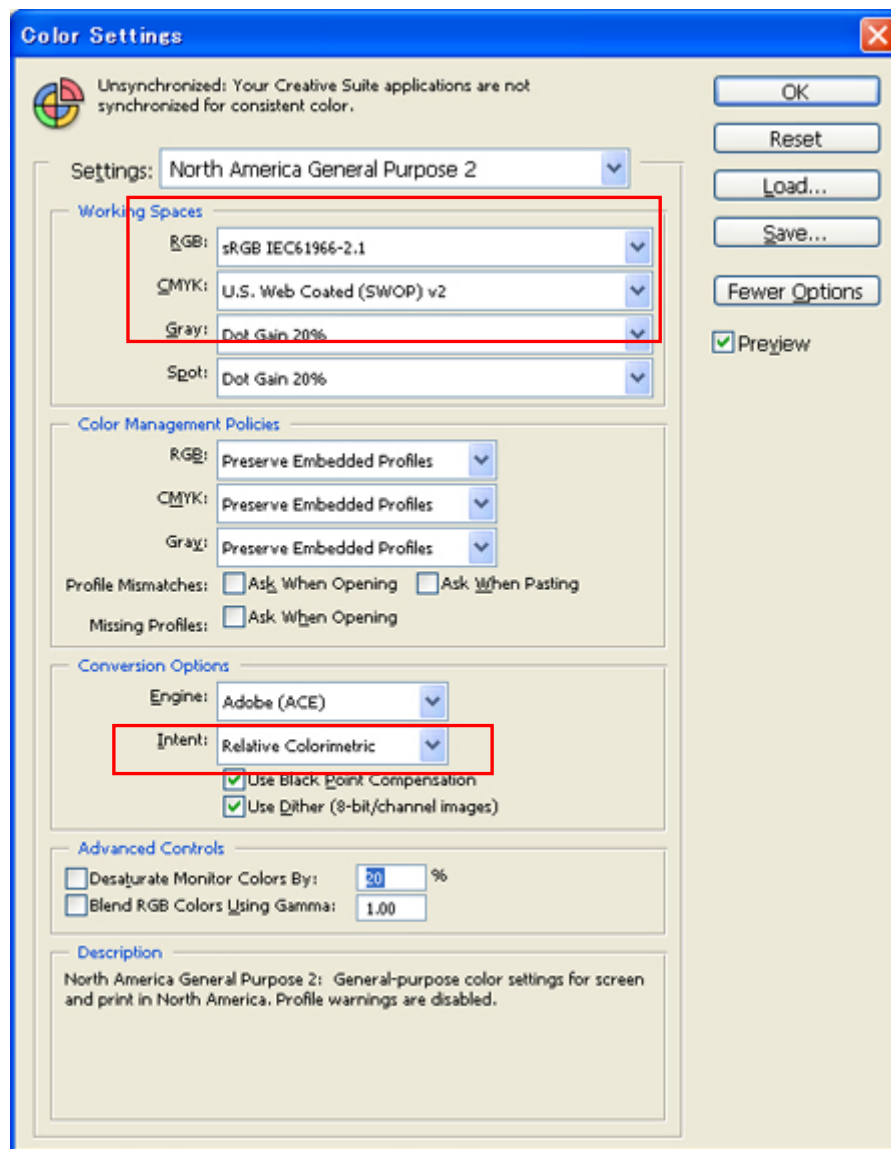 Color Settings
Unsynchronized: Your Creative Suite applications are not
synchronized for consistent color.
OK
Reset
Load...
Save...
Fewer Options
Preview
Settings: North America General Purpose 2
Working Spaces
RGB: sRGB IEC61966-2.1
CMYK: U.S. Web Coated (SWOP) v2
Gray: Dot Gain 20%
Spot: Dot Gain 20%
Color Management Policies
RGB: Preserve Embedded Profiles
CMYK: Preserve Embedded Profiles
Gray: Preserve Embedded Profiles
Profile Mismatches: Ask When Opening Ask When Pasting
Missing Profiles: Ask When Opening
Conversion Options
Engine: Adobe (ACE)
Intent: Relative Colorimetric
Use Black Point Compensation
Use Dither (8-bit/channel images)
Advanced Controls
Desaturate Monitor Colors By: 20 %
Blend RGB Colors Using Gamma: 1.00
Description
North America General Purpose 2: General-purpose color settings for screen
and print in North America. Profile warnings are disabled.